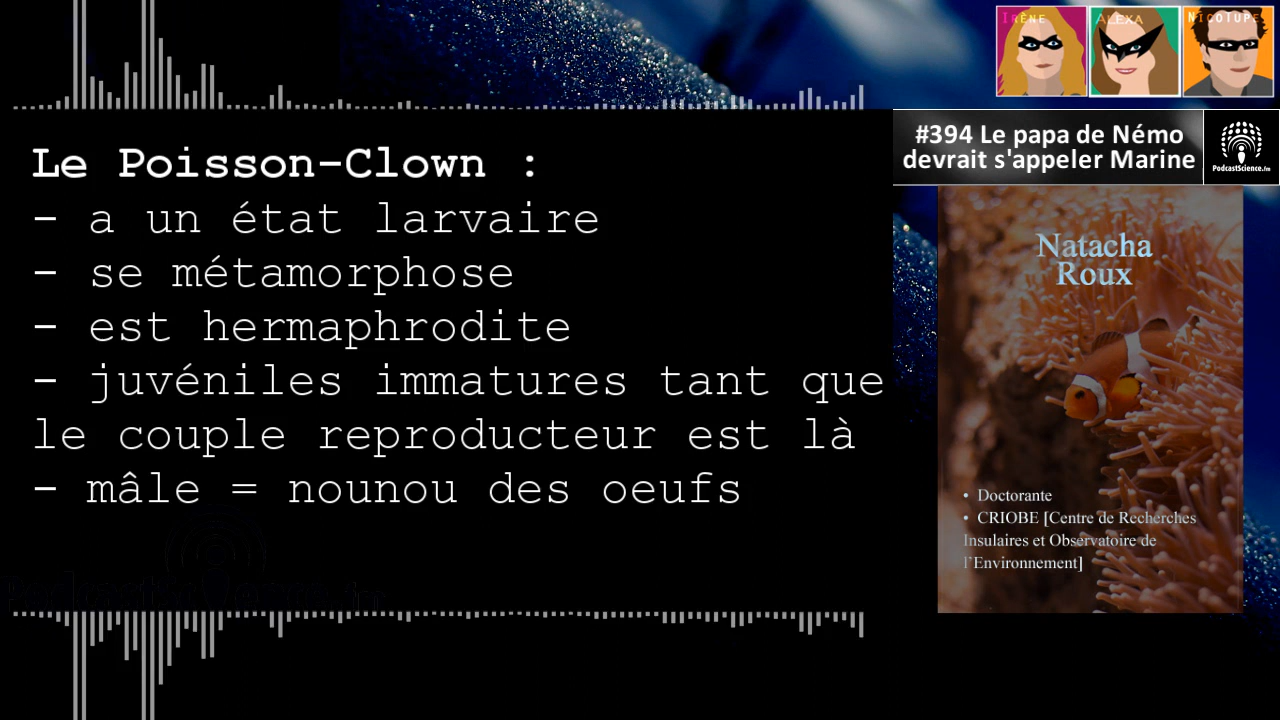 IRÈNE
ALEXA
NICOTUPE
#394 Le papa de Némo
devrait s'appeler Marine
PodcastScience.fm
Le Poisson-Clown :
- a un état larvaire
- se métamorphose
- est hermaphrodite
- juvéniles immatures tant que
le couple reproducteur est là
- mâle = nounou des oeufs
Natacha
Roux
• Doctorante
• CRIOBE [Centre de Recherches
Insulaires et Observatoire de
l'Environnement]
PodcastScience.fm